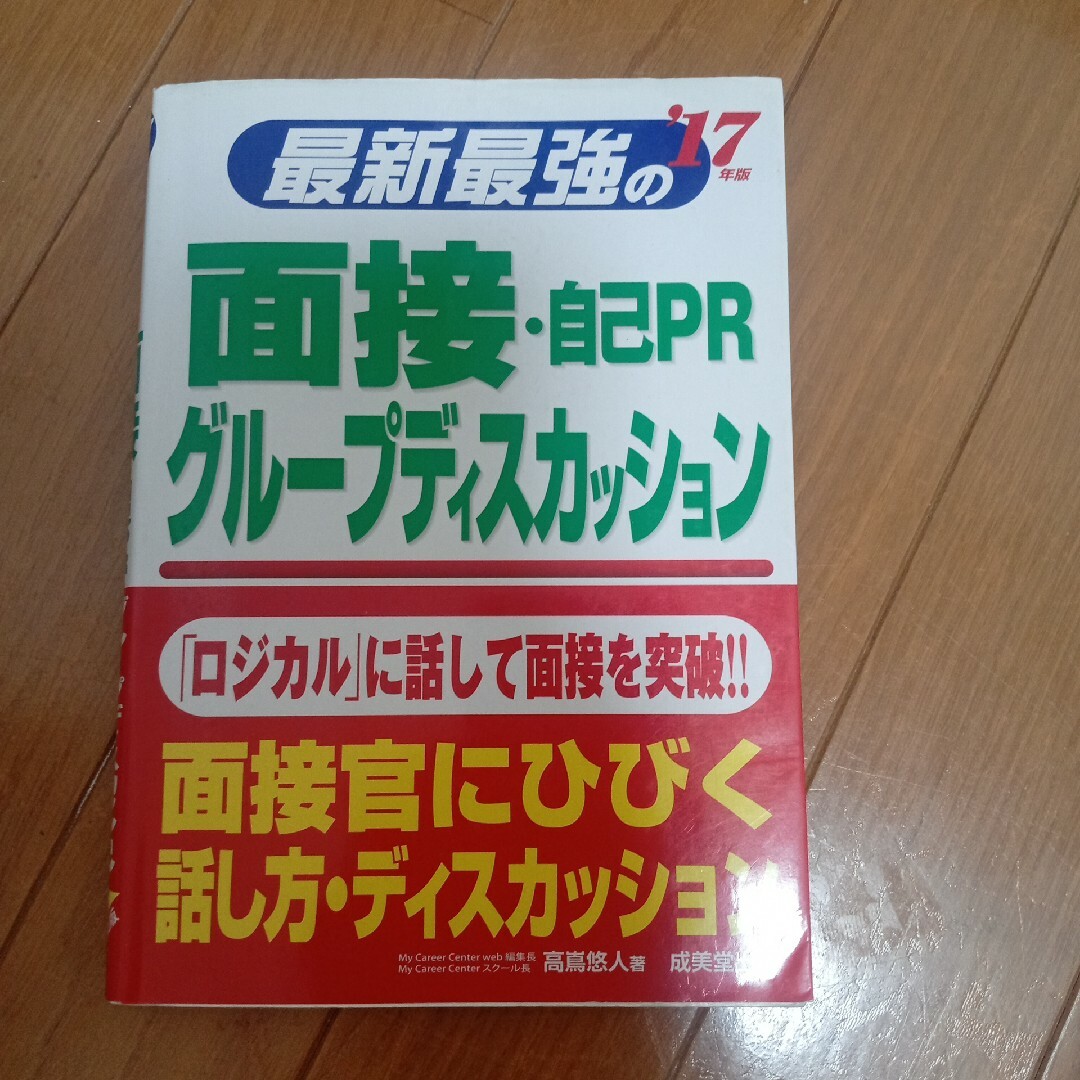 最新最強の
'17
年版
面接・自己PR
グループディスカッション
「ロジカル」に話して面接を突破!!
面接官にひびく
話し方・ディスカッション
My Career Center web 編集長
My Career Center スクール長
高嶌悠人著 成美堂